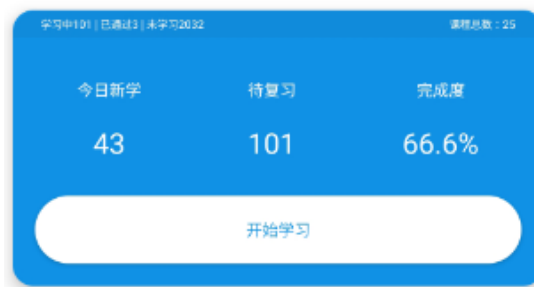 学习中101 | 已通过3 | 未学习2032 课程总数：25
今日新学 待复习 完成度
43 101 66.6%
开始学习